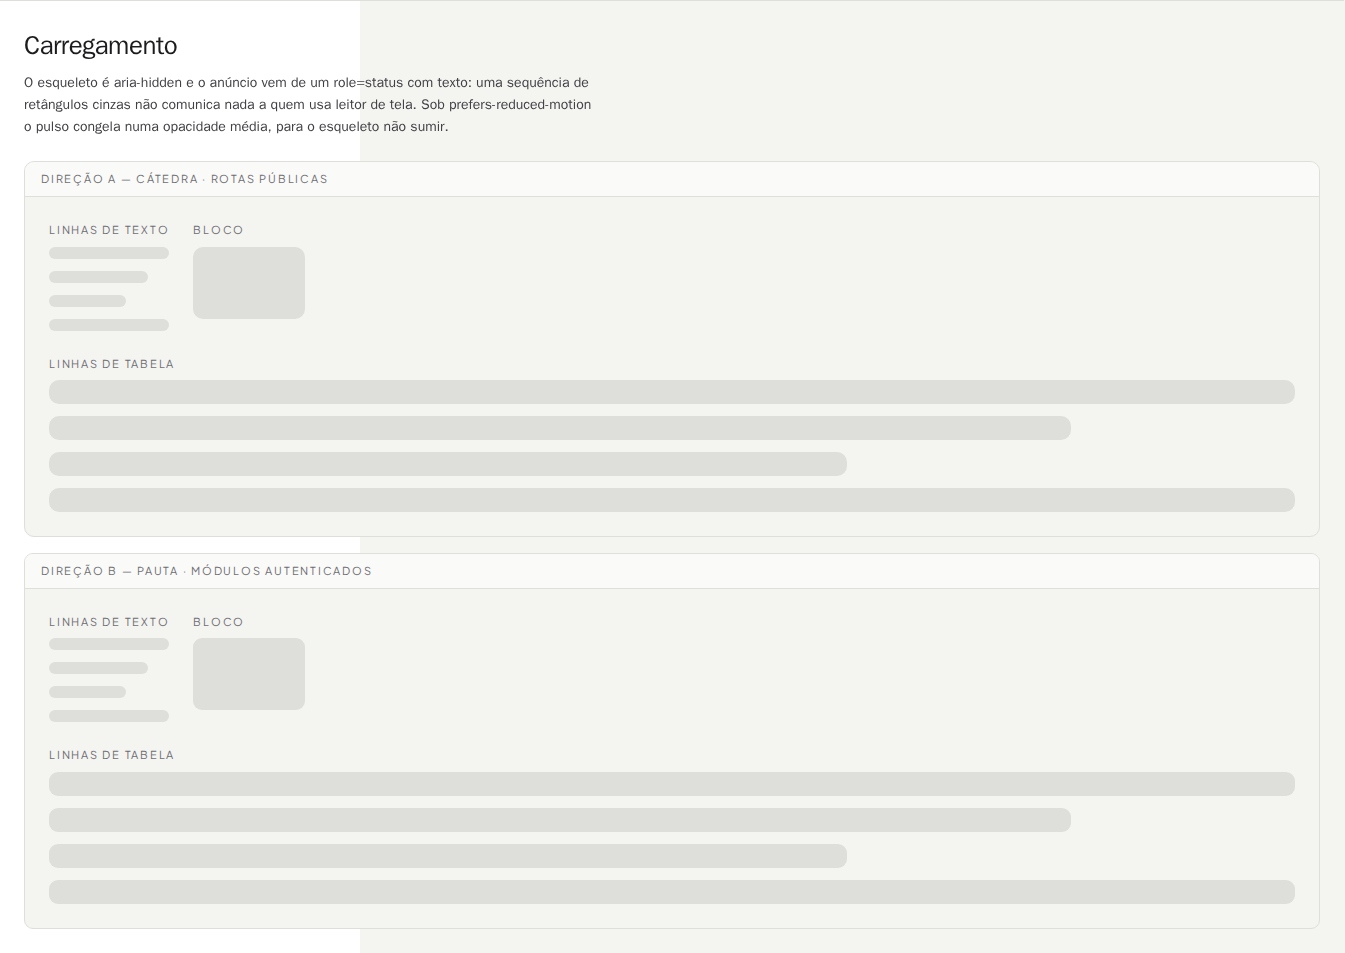 Carregamento
O esqueleto é aria-hidden e o anúncio vem de um role=status com texto: uma sequência de
retângulos cinzas não comunica nada a quem usa leitor de tela. Sob prefers-reduced-motion
o pulso congela numa opacidade média, para o esqueleto não sumir.
DIREÇÃO A — CÁTEDRA · ROTAS PÚBLICAS
LINHAS DE TEXTO
BLOCO
LINHAS DE TABELA
DIREÇÃO B — PAUTA · MÓDULOS AUTENTICADOS
LINHAS DE TEXTO
BLOCO
LINHAS DE TABELA